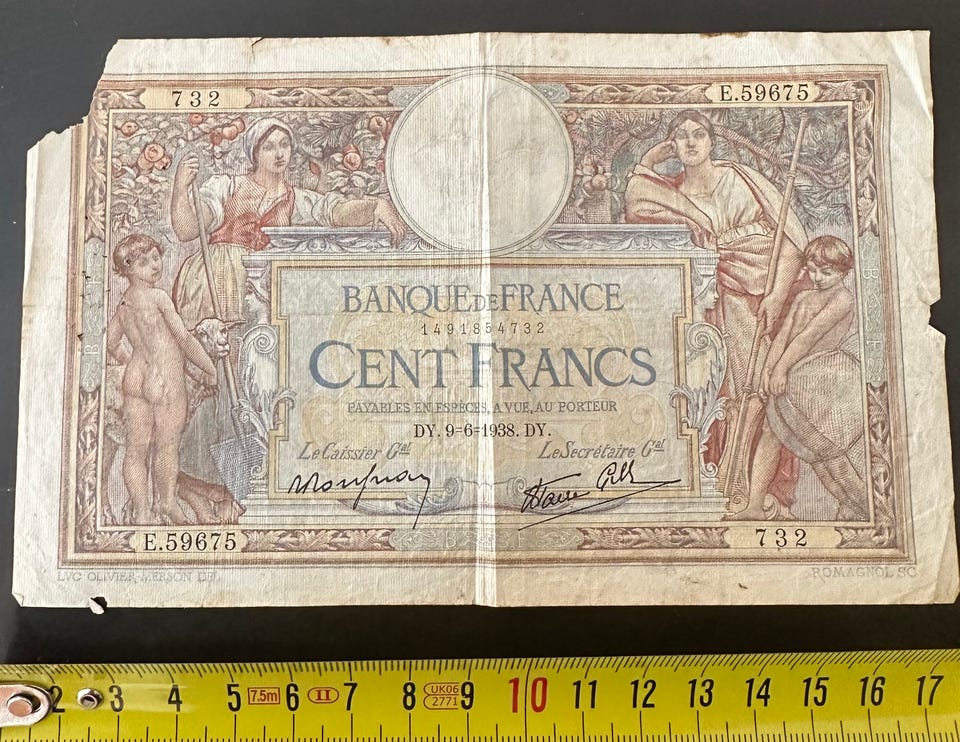 732 E.59675
BANQUE DE FRANCE
1491854732
CENT FRANCS
PAYABLES EN ESPÈCES, A VUE, AU PORTEUR
DY. 9=6=1938. DY.
Le Caissier Gal Le Secrétaire Gal
E.59675 732
LVC OLIVIER-MERSON DEL. ROMAGNOL SC
2 3 4 5 7.5m 6 II 7 8 UK06 2771 9 10 11 12 13 14 15 16 17